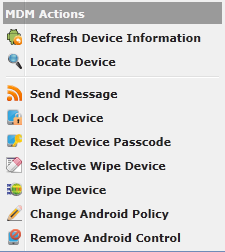 MDM Actions
Refresh Device Information
Locate Device
Send Message
Lock Device
Reset Device Passcode
Selective Wipe Device
Wipe Device
Change Android Policy
Remove Android Control